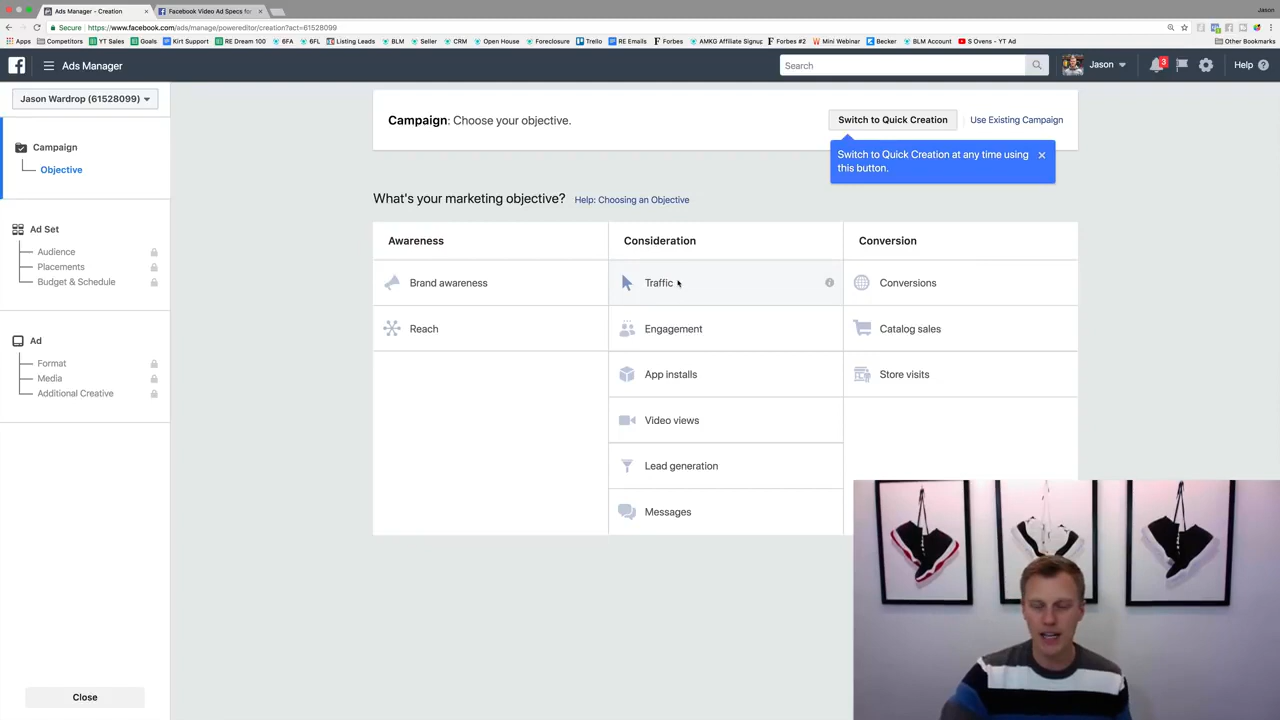 Jason
Ads Manager - Creation
Facebook Video Ad Specs for
Secure
https://www.facebook.com/ads/manage/powereditor/creation?act=61528099
Apps Competitors YT Sales Goals Kirt Support RE Dream 100 6FA 6FL Listing Leads BLM Seller CRM Open House Foreclosure Trello RE Emails Forbes AMKG Affiliate Signup Forbes #2 Mini Webinar Becker BLM Account S Ovens - YT Ad Other Bookmarks
Ads Manager
Search
Jason
3
Help
Jason Wardrop (61528099)
Campaign
Objective
Ad Set
Audience
Placements
Budget & Schedule
Ad
Format
Media
Additional Creative
Close
Campaign: Choose your objective.
Switch to Quick Creation
Use Existing Campaign
Switch to Quick Creation at any time using
this button.
What's your marketing objective?
Help: Choosing an Objective
Awareness
Brand awareness
Reach
Consideration
Traffic
Engagement
App installs
Video views
Lead generation
Messages
Conversion
Conversions
Catalog sales
Store visits